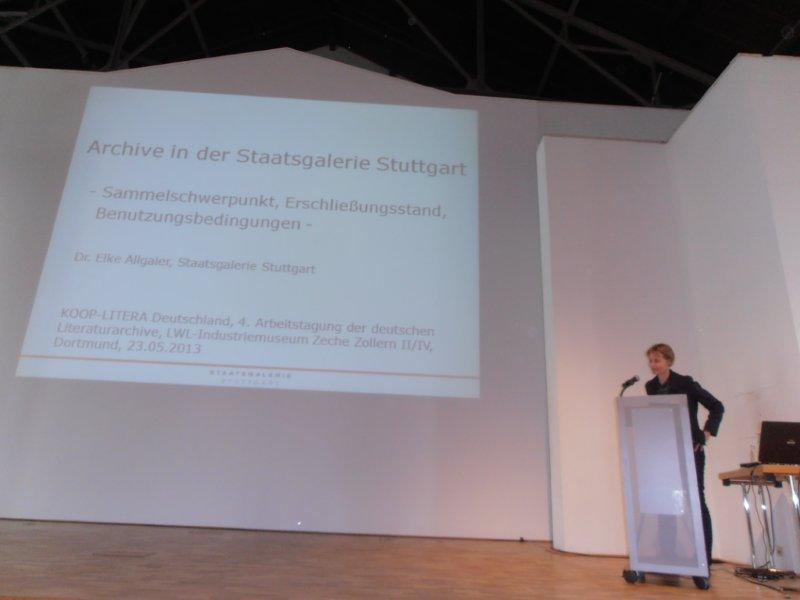 Archive in der Staatsgalerie Stuttgart
- Sammelschwerpunkt, Erschließungsstand,
Benutzungsbedingungen -
Dr. Elke Allgaier, Staatsgalerie Stuttgart
KOOP-LITERA Deutschland, 4. Arbeitstagung der deutschen
Literaturarchive, LWL-Industriemuseum Zeche Zollern II/IV,
Dortmund, 23.05.2013
STAATSGALERIE
STUTTGART